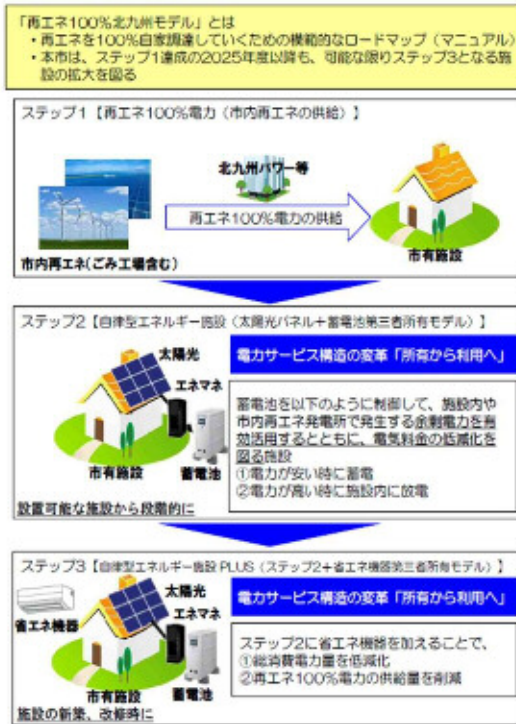 「再エネ100%北九州モデル」とは
・再エネを100%自家調達していくための模範的なロードマップ（マニュアル）
・本市は、ステップ1達成の2025年度以降も、可能な限りステップ3となる施
設の拡大を図る
ステップ1【再エネ100%電力（市内再エネの供給）】
北九州パワー等
再エネ100%電力の供給
市内再エネ(ごみ工場含む)
市有施設
ステップ2【自律型エネルギー施設（太陽光パネル＋蓄電池第三者所有モデル）】
太陽光
エネマネ
市有施設
蓄電池
設置可能な施設から段階的に
電力サービス構造の変革「所有から利用へ」
蓄電池を以下のように制御して、施設内や
市内再エネ発電所で発生する余剰電力を有
効活用するとともに、電気料金の低減化を
図る施設
①電力が安い時に蓄電
②電力が高い時に施設内に放電
ステップ3【自律型エネルギー施設 PLUS（ステップ2＋省エネ機器第三者所有モデル）】
太陽光
省エネ機器
エネマネ
市有施設
蓄電池
施設の新築、改修時に
電力サービス構造の変革「所有から利用へ」
ステップ2に省エネ機器を加えることで、
①総消費電力量を低減化
②再エネ100%電力の供給量を削減